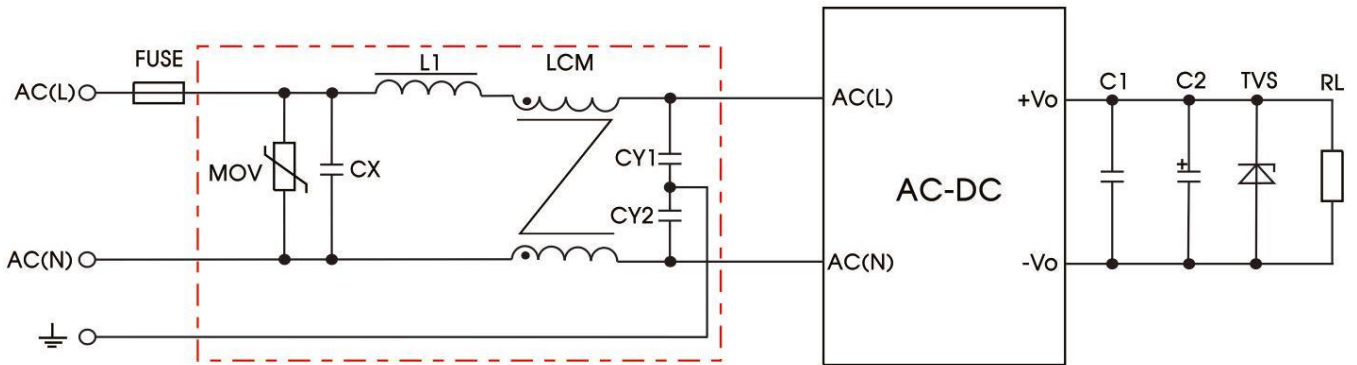 FUSE
L1
LCM
C1
C2
TVS
RL
AC(L)
AC(L)
+Vo
MOV
CX
CY1
CY2
+
AC-DC
AC(N)
AC(N)
-Vo